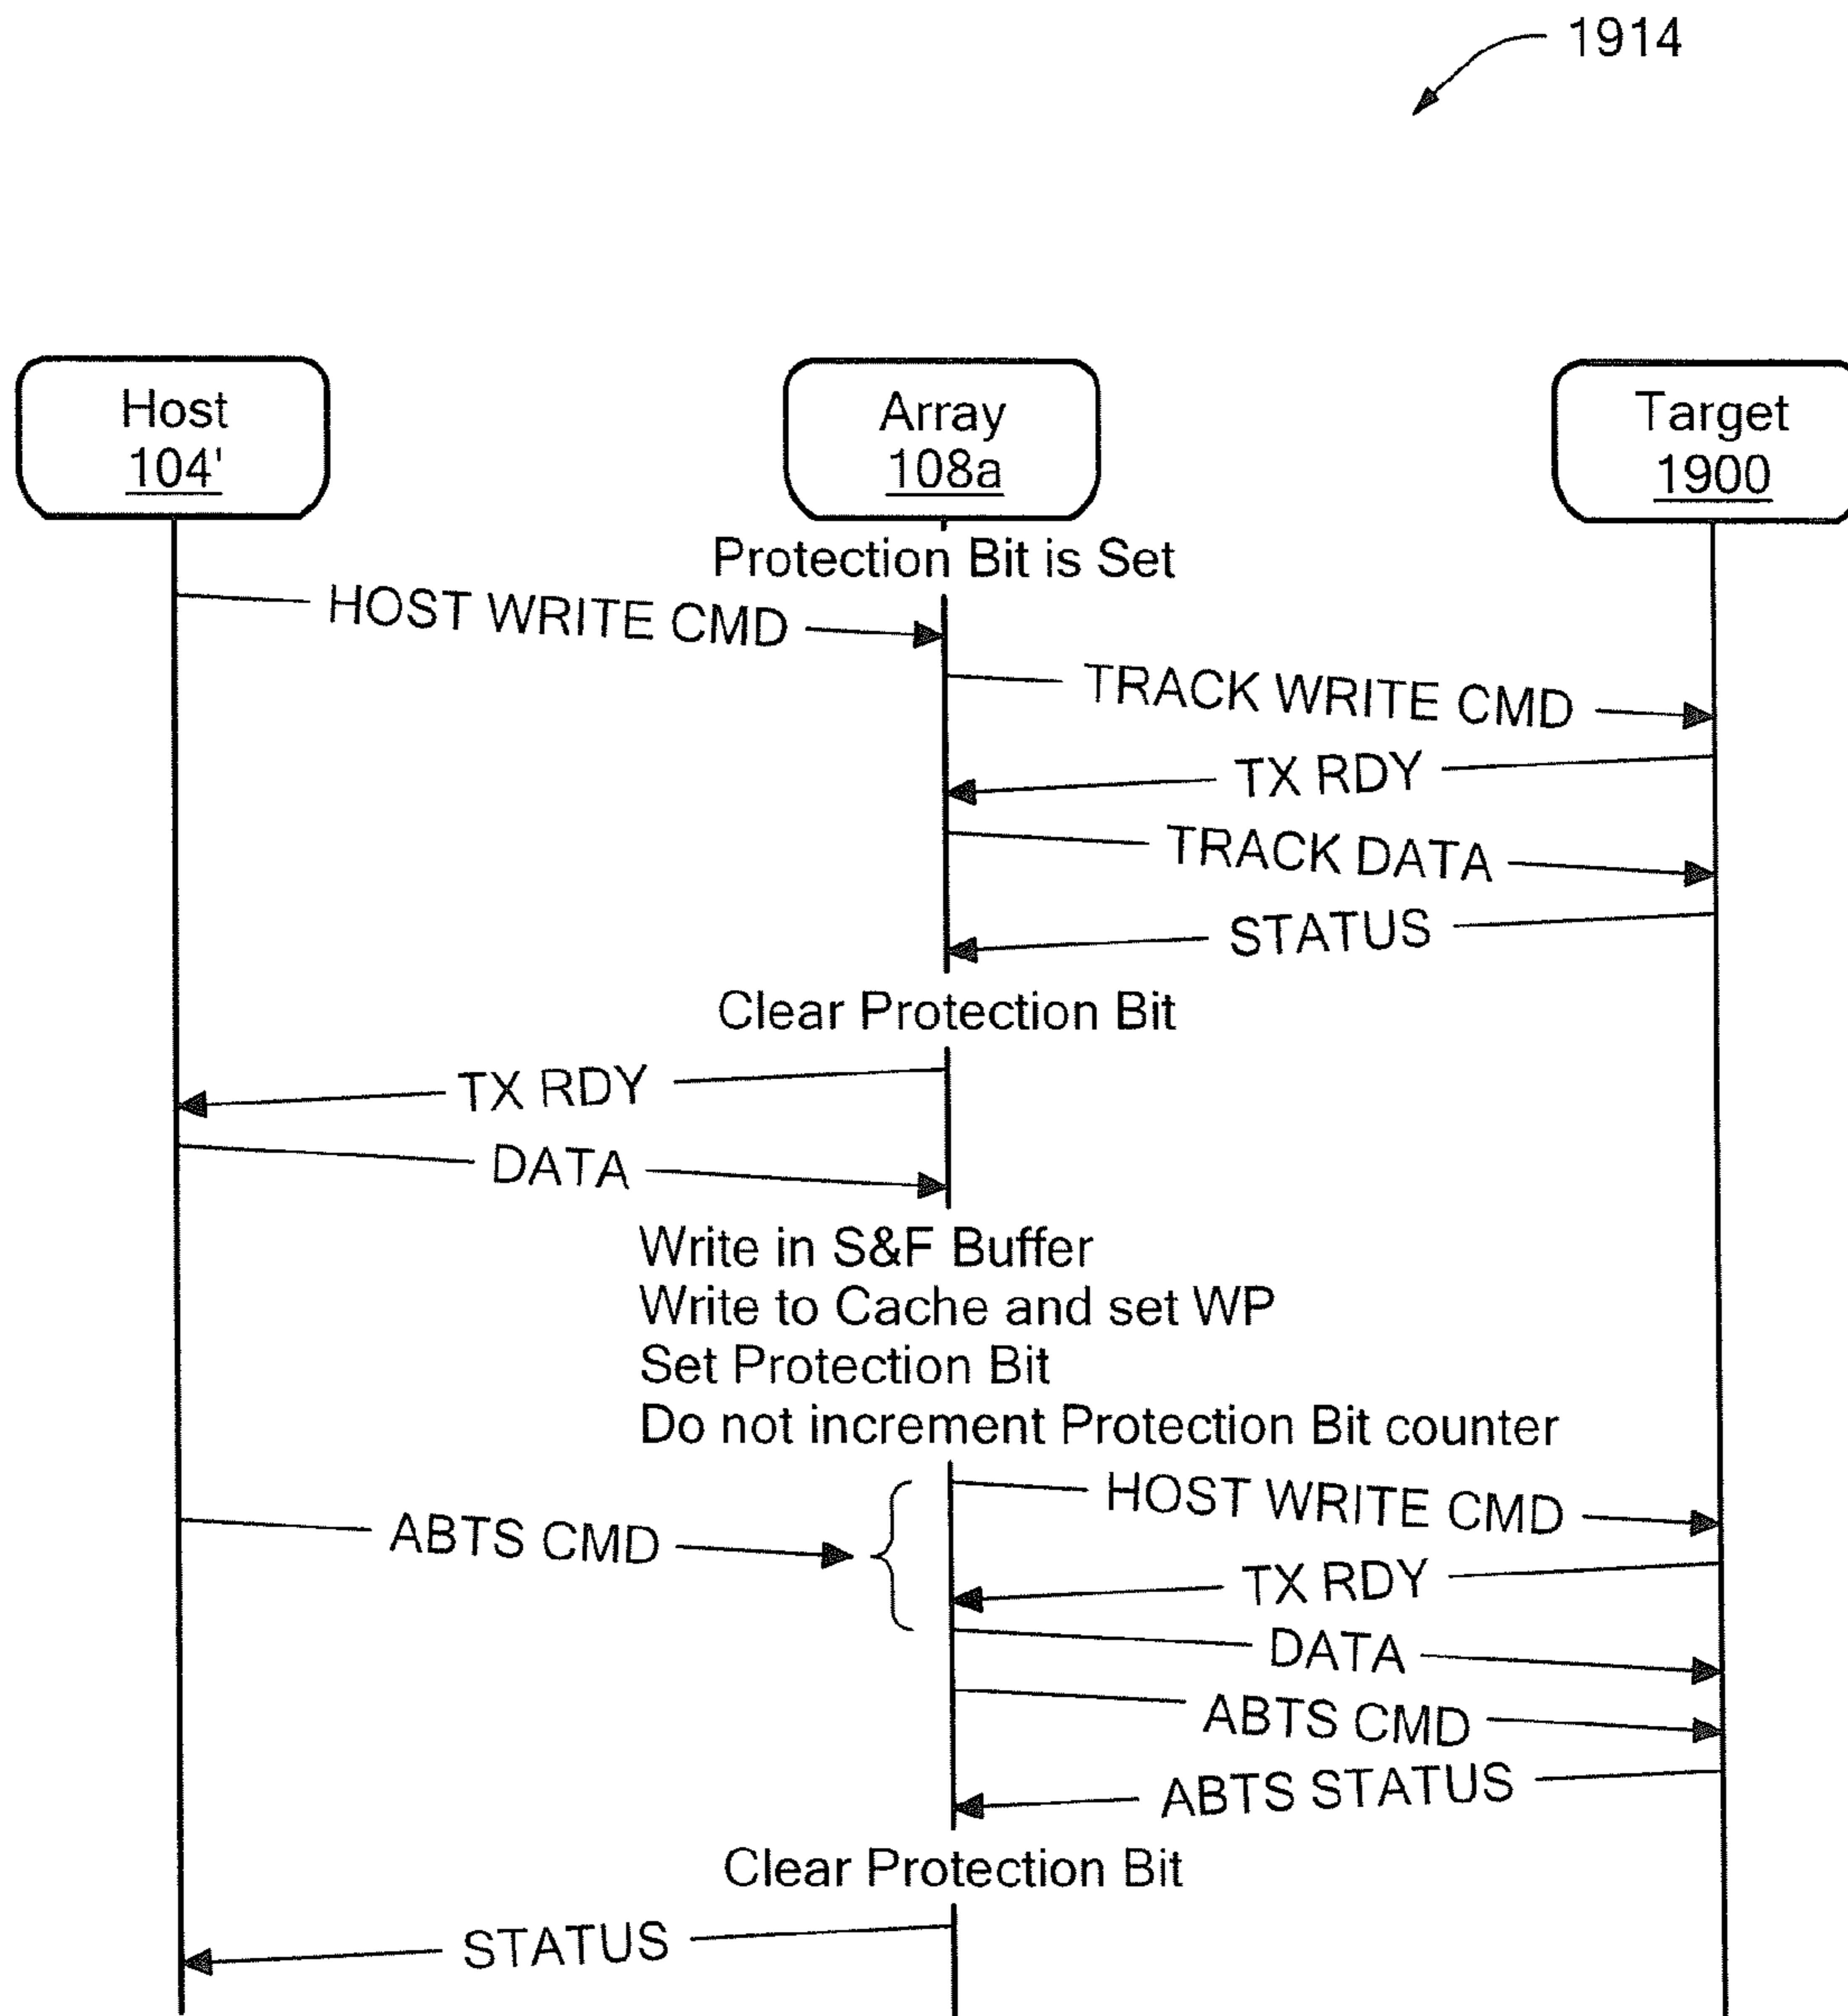 1914
Host
104'
Array
108a
Target
1900
Protection Bit is Set
HOST WRITE CMD
TRACK WRITE CMD
TX RDY
TRACK DATA
STATUS
Clear Protection Bit
TX RDY
DATA
Write in S&F Buffer
Write to Cache and set WP
Set Protection Bit
Do not increment Protection Bit counter
HOST WRITE CMD
ABTS CMD
TX RDY
DATA
ABTS CMD
ABTS STATUS
Clear Protection Bit
STATUS